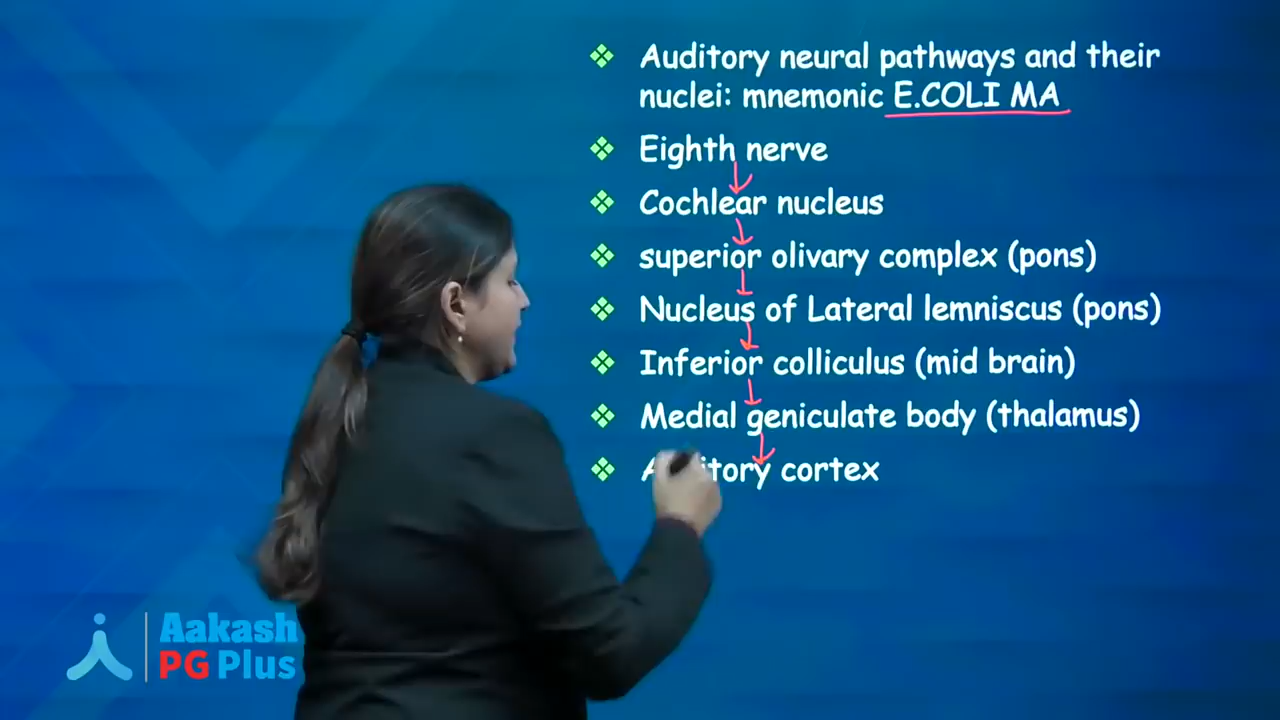 Auditory neural pathways and their
nuclei: mnemonic E.COLI MA
Eighth nerve
Cochlear nucleus
superior olivary complex (pons)
Nucleus of Lateral lemniscus (pons)
Inferior colliculus (mid brain)
Medial geniculate body (thalamus)
cortex
Aakash
PG Plus